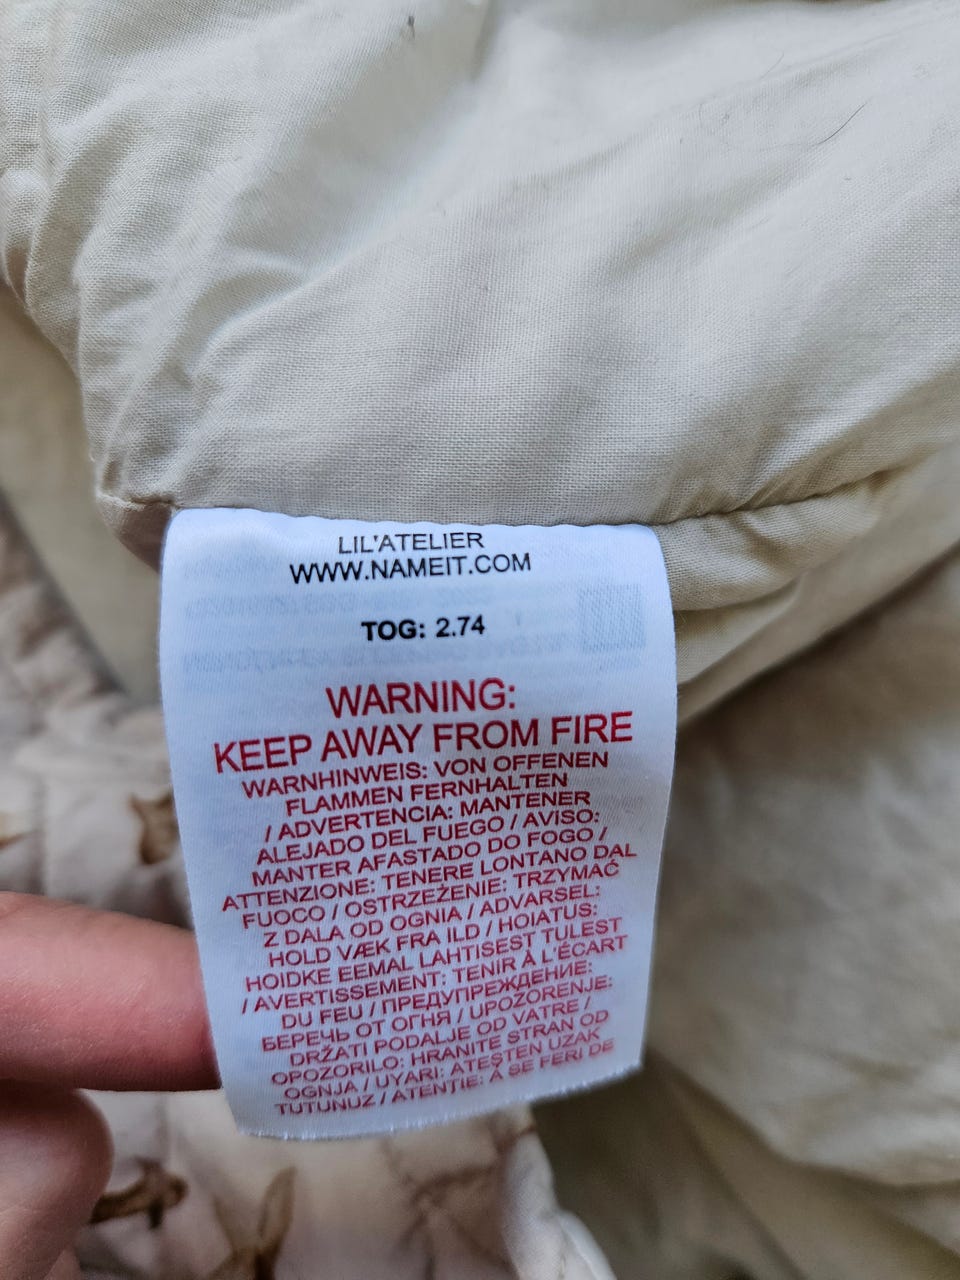 LIL'ATELIER
WWW.NAMEIT.COM
TOG: 2.74
WARNING:
KEEP AWAY FROM FIRE
WARNHINWEIS: VON OFFENEN
FLAMMEN FERNHALTEN
/ ADVERTENCIA: MANTENER
ALEJADO DEL FUEGO / AVISO:
MANTER AFASTADO DO FOGO /
ATTENZIONE: TENERE LONTANO DAL
FUOCO / OSTRZEŻENIE: TRZYMAĆ
Z DALA OD OGNIA / ADVARSEL:
HOLD VÆK FRA ILD / HOIATUS:
HOIDKE EEMAL LAHTISEST TULEST
/ AVERTISSEMENT: TENIR À L'ÉCART
DU FEU / ПРЕДУПРЕЖДЕНИЕ:
БЕРЕЧЬ ОТ ОГНЯ / UPOZORENJE:
DRŽATI PODALJE OD VATRE /
OPOZORILO: HRANITE STRAN OD
OGNJA / UYARI: ATEŞTEN UZAK
TUTUNUZ / ATENȚIE: A SE FERI DE